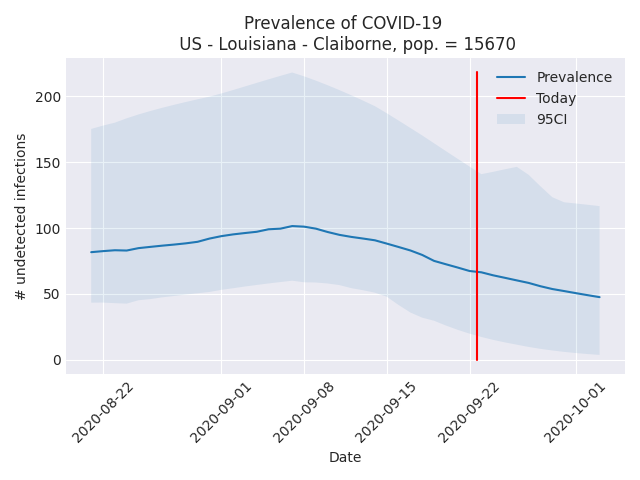 Prevalence of COVID-19
US - Louisiana - Claiborne, pop. = 15670
Prevalence
Today
95CI
# undetected infections
200
150
100
50
0
2020-08-22
2020-09-01
2020-09-08
2020-09-15
2020-09-22
2020-10-01
Date